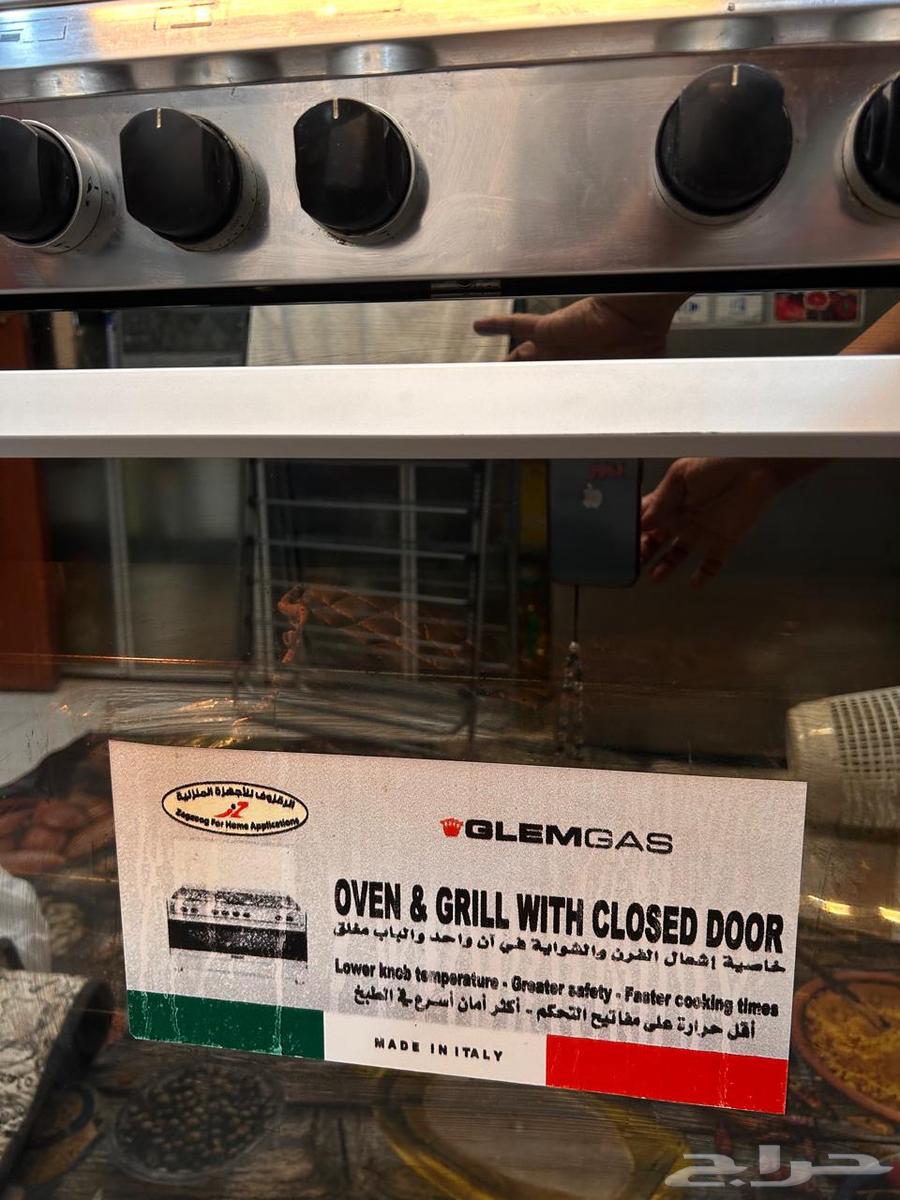 الزقزوق للأجهزة المنزلية
Zagzoog For Home Applications
GLEMGAS
OVEN & GRILL WITH CLOSED DOOR
خاصية إشعال الفرن والشواية في آن واحد والباب مغلق
Lower knob temperature - Greater safety - Faster cooking times
أقل حرارة على مفاتيح التحكم - أكثر أمان أسرع في الطبخ
MADE IN ITALY
حراج